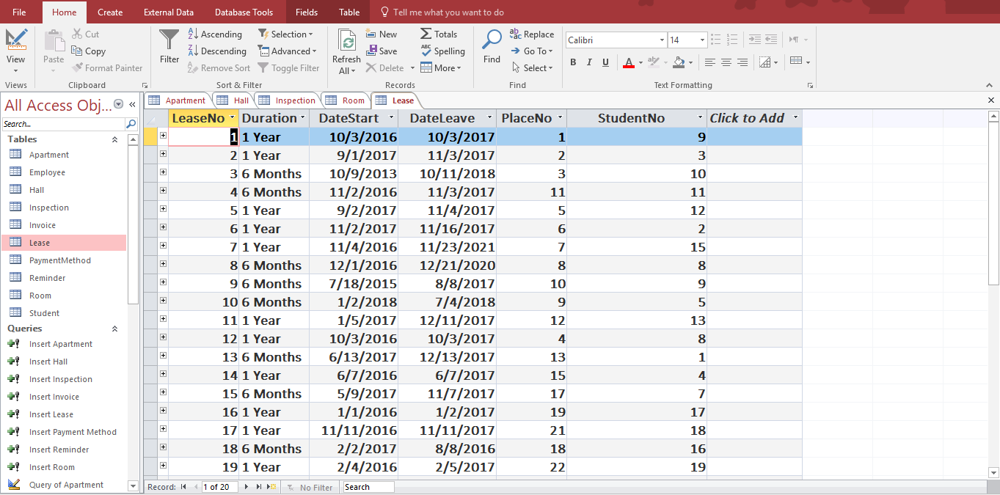 File Home Create External Data Database Tools Fields Table Tell me what you want to do
View
Views
Paste
Cut
Copy
Format Painter
Clipboard
Filter
Ascending
Descending
Remove Sort
Selection
Advanced
Toggle Filter
Sort & Filter
Refresh
All
New
Save
Delete
Totals
Spelling
More
Records
Find
Replace
Go To
Select
Find
Calibri 14
B I U A
Text Formatting
All Access Obj...
Search...
Tables
Apartment
Employee
Hall
Inspection
Invoice
Lease
PaymentMethod
Reminder
Room
Student
Queries
Insert Apartment
Insert Hall
Insert Inspection
Insert Invoice
Insert Lease
Insert Payment Method
Insert Reminder
Insert Room
Query of Apartment
Apartment Hall Inspection Room Lease
LeaseNo Duration DateStart DateLeave PlaceNo StudentNo Click to Add
1 1 Year 10/3/2016 10/3/2017 1 9
2 1 Year 9/1/2017 11/3/2017 2 3
3 6 Months 10/9/2013 10/11/2018 3 10
4 6 Months 11/2/2016 11/3/2017 11 11
5 1 Year 9/2/2017 11/4/2017 5 12
6 1 Year 11/2/2017 11/16/2017 6 2
7 1 Year 11/4/2016 11/23/2021 7 15
8 6 Months 12/1/2016 12/21/2020 8 8
9 6 Months 7/18/2015 8/8/2017 10 9
10 6 Months 1/2/2018 7/4/2018 9 5
11 1 Year 1/5/2017 12/11/2017 12 13
12 1 Year 10/3/2016 10/3/2017 4 8
13 6 Months 6/13/2017 12/13/2017 13 1
14 1 Year 6/7/2016 6/7/2017 15 4
15 6 Months 5/9/2017 11/7/2017 17 7
16 1 Year 1/1/2016 1/2/2017 19 17
17 1 Year 11/11/2016 11/11/2017 21 18
18 6 Months 2/2/2017 8/8/2016 18 16
19 1 Year 2/4/2016 2/5/2017 22 19
Record: 1 of 20 No Filter Search